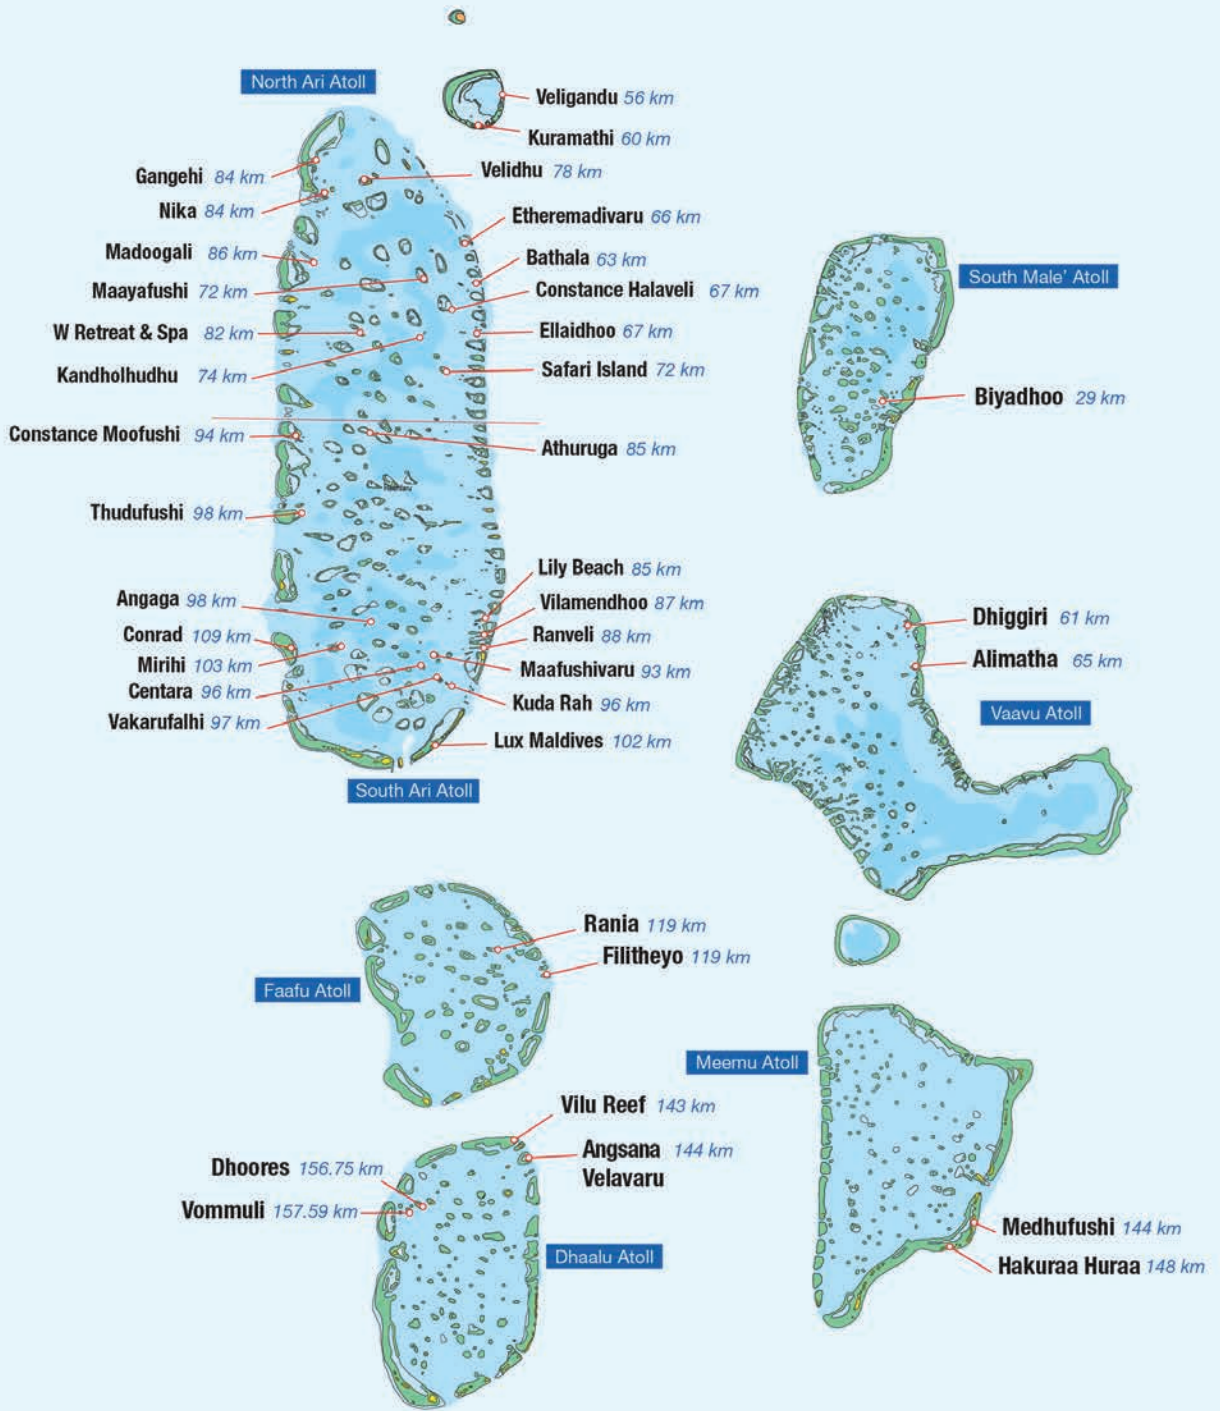 North Ari Atoll
Veligandu 56 km
Kuramathi 60 km
Gangehi 84 km
Velidhu 78 km
Nika 84 km
Etheremadivaru 66 km
Madoogali 86 km
Bathala 63 km
South Male' Atoll
Maayafushi 72 km
Constance Halaveli 67 km
W Retreat & Spa 82 km
Ellaidhoo 67 km
Kandholhudhu 74 km
Safari Island 72 km
Biyadhoo 29 km
Constance Moofushi 94 km
Athuruga 85 km
Thudufushi 98 km
Lily Beach 85 km
Angaga 98 km
Vilamendhoo 87 km
Dhiggiri 61 km
Conrad 109 km
Ranveli 88 km
Mirihi 103 km
Maafushivaru 93 km
Alimatha 65 km
Centara 96 km
Kuda Rah 96 km
Vaavu Atoll
Vakarufalhi 97 km
Lux Maldives 102 km
South Ari Atoll
Rania 119 km
Filitheyo 119 km
Faafu Atoll
Meemu Atoll
Vilu Reef 143 km
Angsana 144 km
Velavaru
Dhoores 156.75 km
Vommuli 157.59 km
Medhufushi 144 km
Dhaalu Atoll
Hakuraa Huraa 148 km